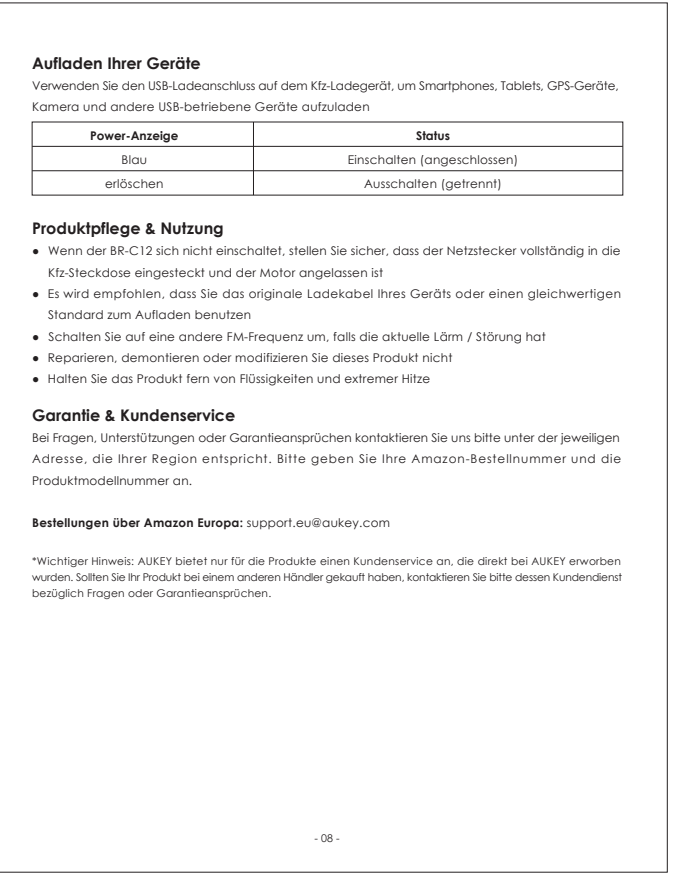 Aufladen Ihrer Geräte
Verwenden Sie den USB-Ladeanschluss auf dem Kfz-Ladegerät, um Smartphones, Tablets, GPS-Geräte,
Kamera und andere USB-betriebene Geräte aufzuladen
Power-Anzeige Status
Blau Einschalten (angeschlossen)
erlöschen Ausschalten (getrennt)
Produktpflege & Nutzung
● Wenn der BR-C12 sich nicht einschaltet, stellen Sie sicher, dass der Netzstecker vollständig in die
Kfz-Steckdose eingesteckt und der Motor angelassen ist
● Es wird empfohlen, dass Sie das originale Ladekabel Ihres Geräts oder einen gleichwertigen
Standard zum Aufladen benutzen
● Schalten Sie auf eine andere FM-Frequenz um, falls die aktuelle Lärm / Störung hat
● Reparieren, demontieren oder modifizieren Sie dieses Produkt nicht
● Halten Sie das Produkt fern von Flüssigkeiten und extremer Hitze
Garantie & Kundenservice
Bei Fragen, Unterstützungen oder Garantieansprüchen kontaktieren Sie uns bitte unter der jeweiligen
Adresse, die Ihrer Region entspricht. Bitte geben Sie Ihre Amazon-Bestellnummer und die
Produktmodellnummer an.
Bestellungen über Amazon Europa: support.eu@aukey.com
*Wichtiger Hinweis: AUKEY bietet nur für die Produkte einen Kundenservice an, die direkt bei AUKEY erworben
wurden. Sollten Sie Ihr Produkt bei einem anderen Händler gekauft haben, kontaktieren Sie bitte dessen Kundendienst
bezüglich Fragen oder Garantieansprüchen.
- 08 -